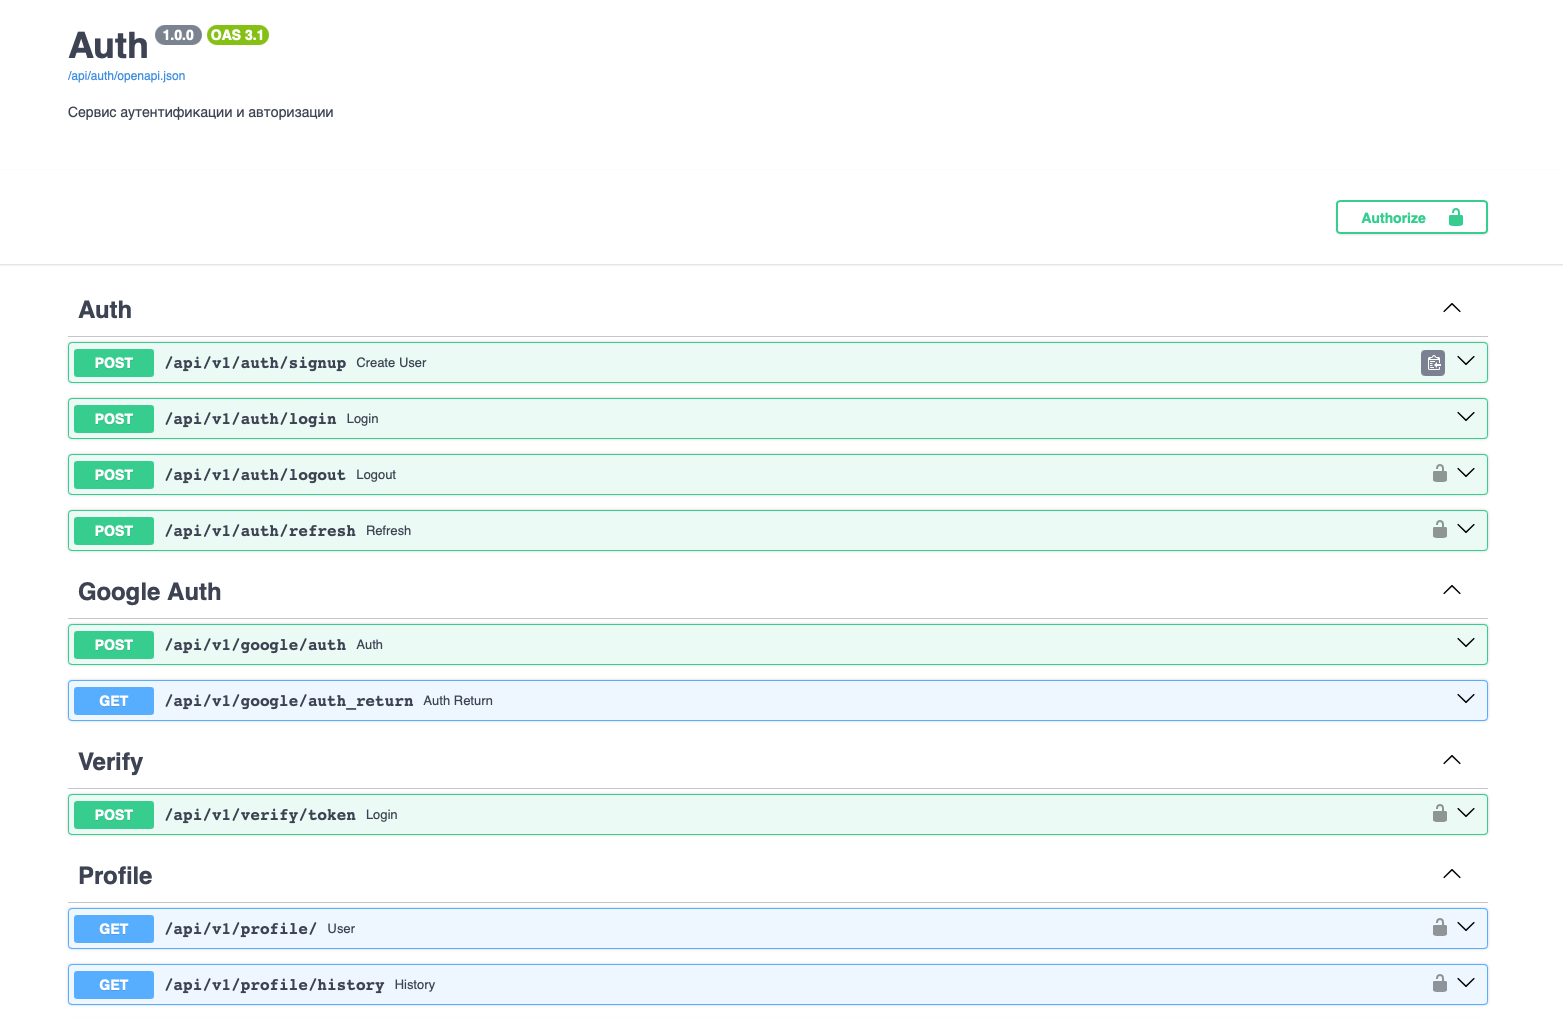 Auth 1.0.0 OAS 3.1
/api/auth/openapi.json
Сервис аутентификации и авторизации
Authorize
Auth
POST /api/v1/auth/signup Create User
POST /api/v1/auth/login Login
POST /api/v1/auth/logout Logout
POST /api/v1/auth/refresh Refresh
Google Auth
POST /api/v1/google/auth Auth
GET /api/v1/google/auth_return Auth Return
Verify
POST /api/v1/verify/token Login
Profile
GET /api/v1/profile/ User
GET /api/v1/profile/history History